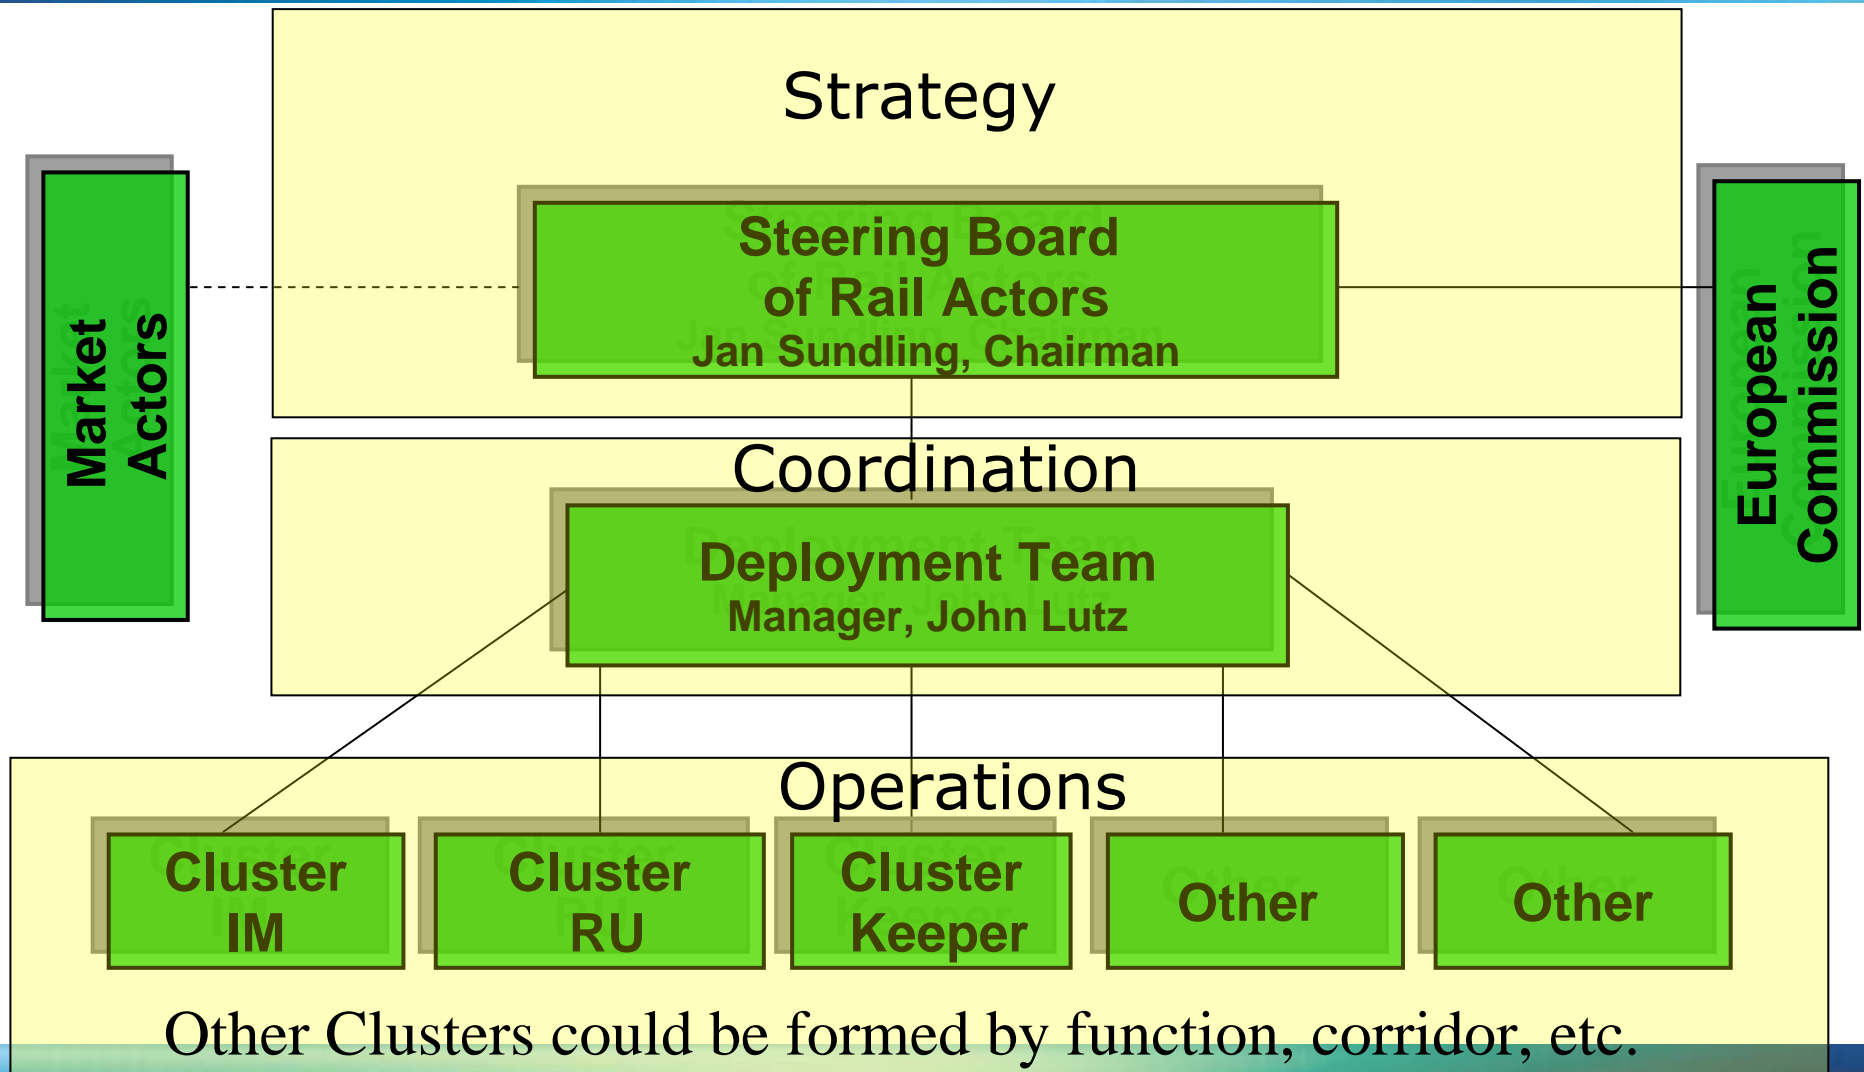 Strategy
Steering Board
of Rail Actors
Jan Sundling, Chairman
Market
Actors
European
Commission
Coordination
Deployment Team
Manager, John Lutz
Operations
Cluster
IM
Cluster
RU
Cluster
Keeper
Other
Other
Other Clusters could be formed by function, corridor, etc.